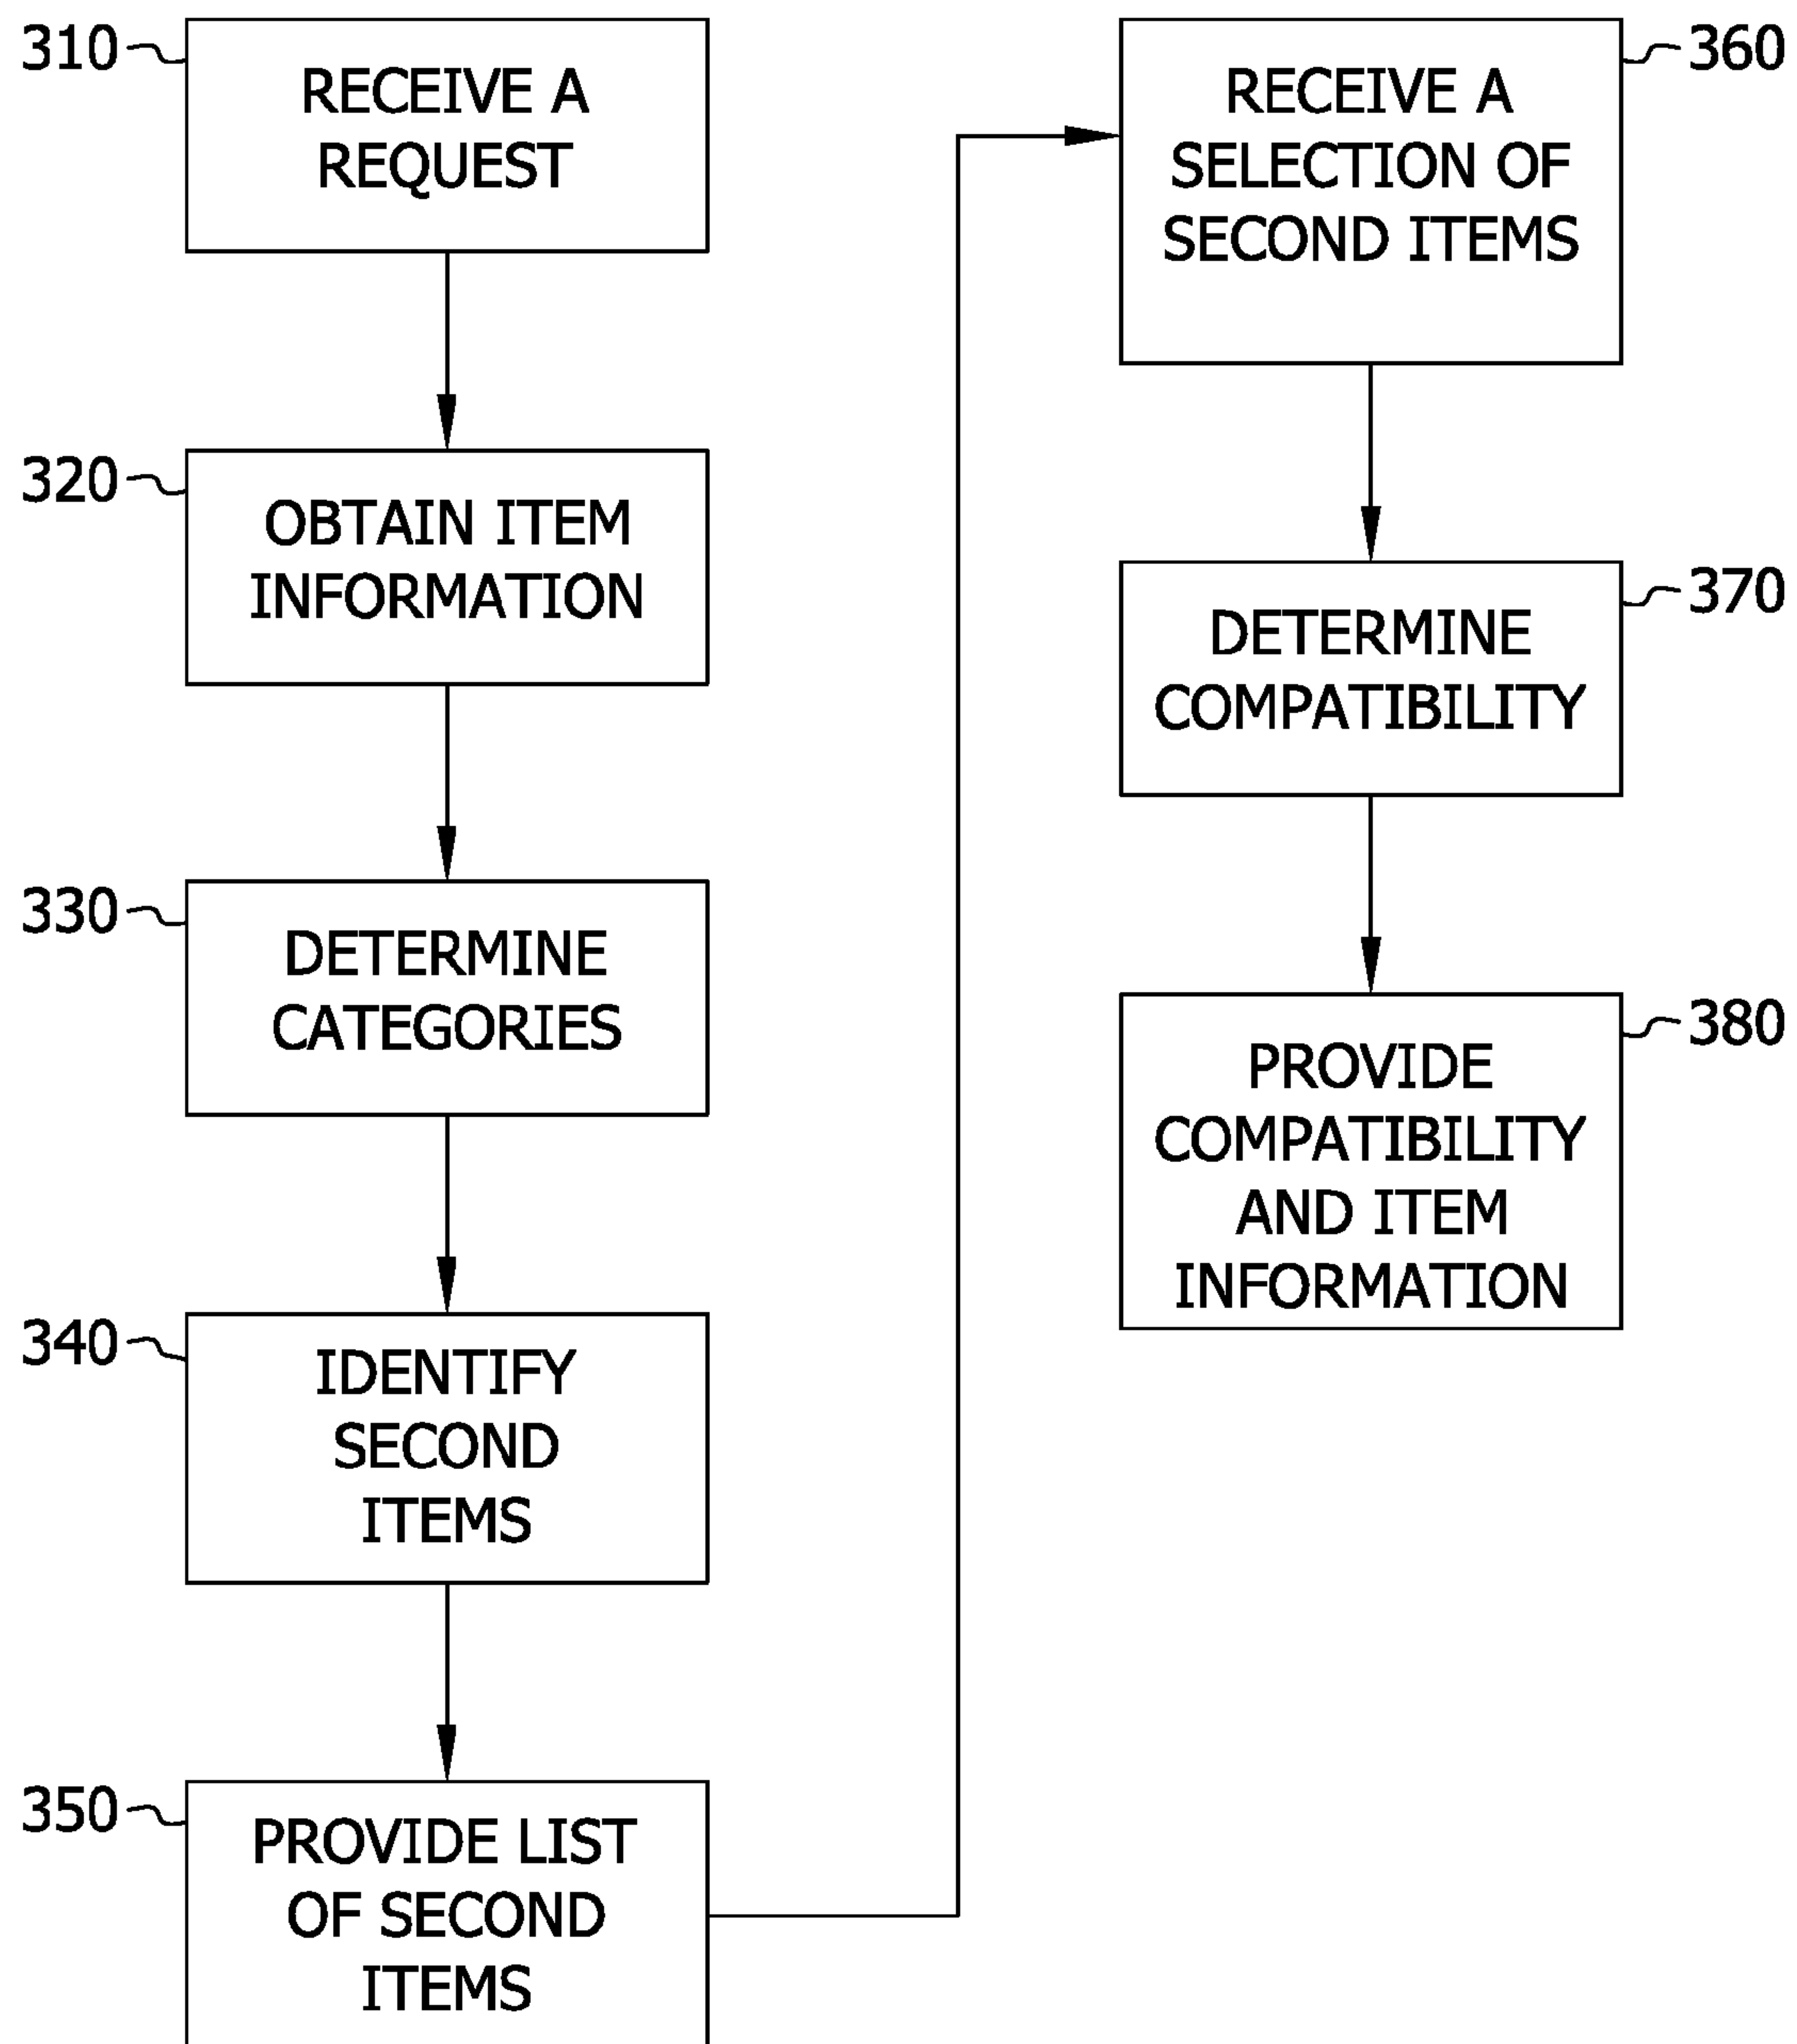 310
RECEIVE A
REQUEST
320
OBTAIN ITEM
INFORMATION
330
DETERMINE
CATEGORIES
340
IDENTIFY
SECOND
ITEMS
350
PROVIDE LIST
OF SECOND
ITEMS
360
RECEIVE A
SELECTION OF
SECOND ITEMS
370
DETERMINE
COMPATIBILITY
380
PROVIDE
COMPATIBILITY
AND ITEM
INFORMATION